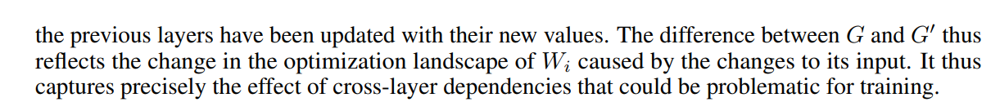 the previous layers have been updated with their new values. The difference between G and G′ thus
reflects the change in the optimization landscape of Wᵢ caused by the changes to its input. It thus
captures precisely the effect of cross-layer dependencies that could be problematic for training.